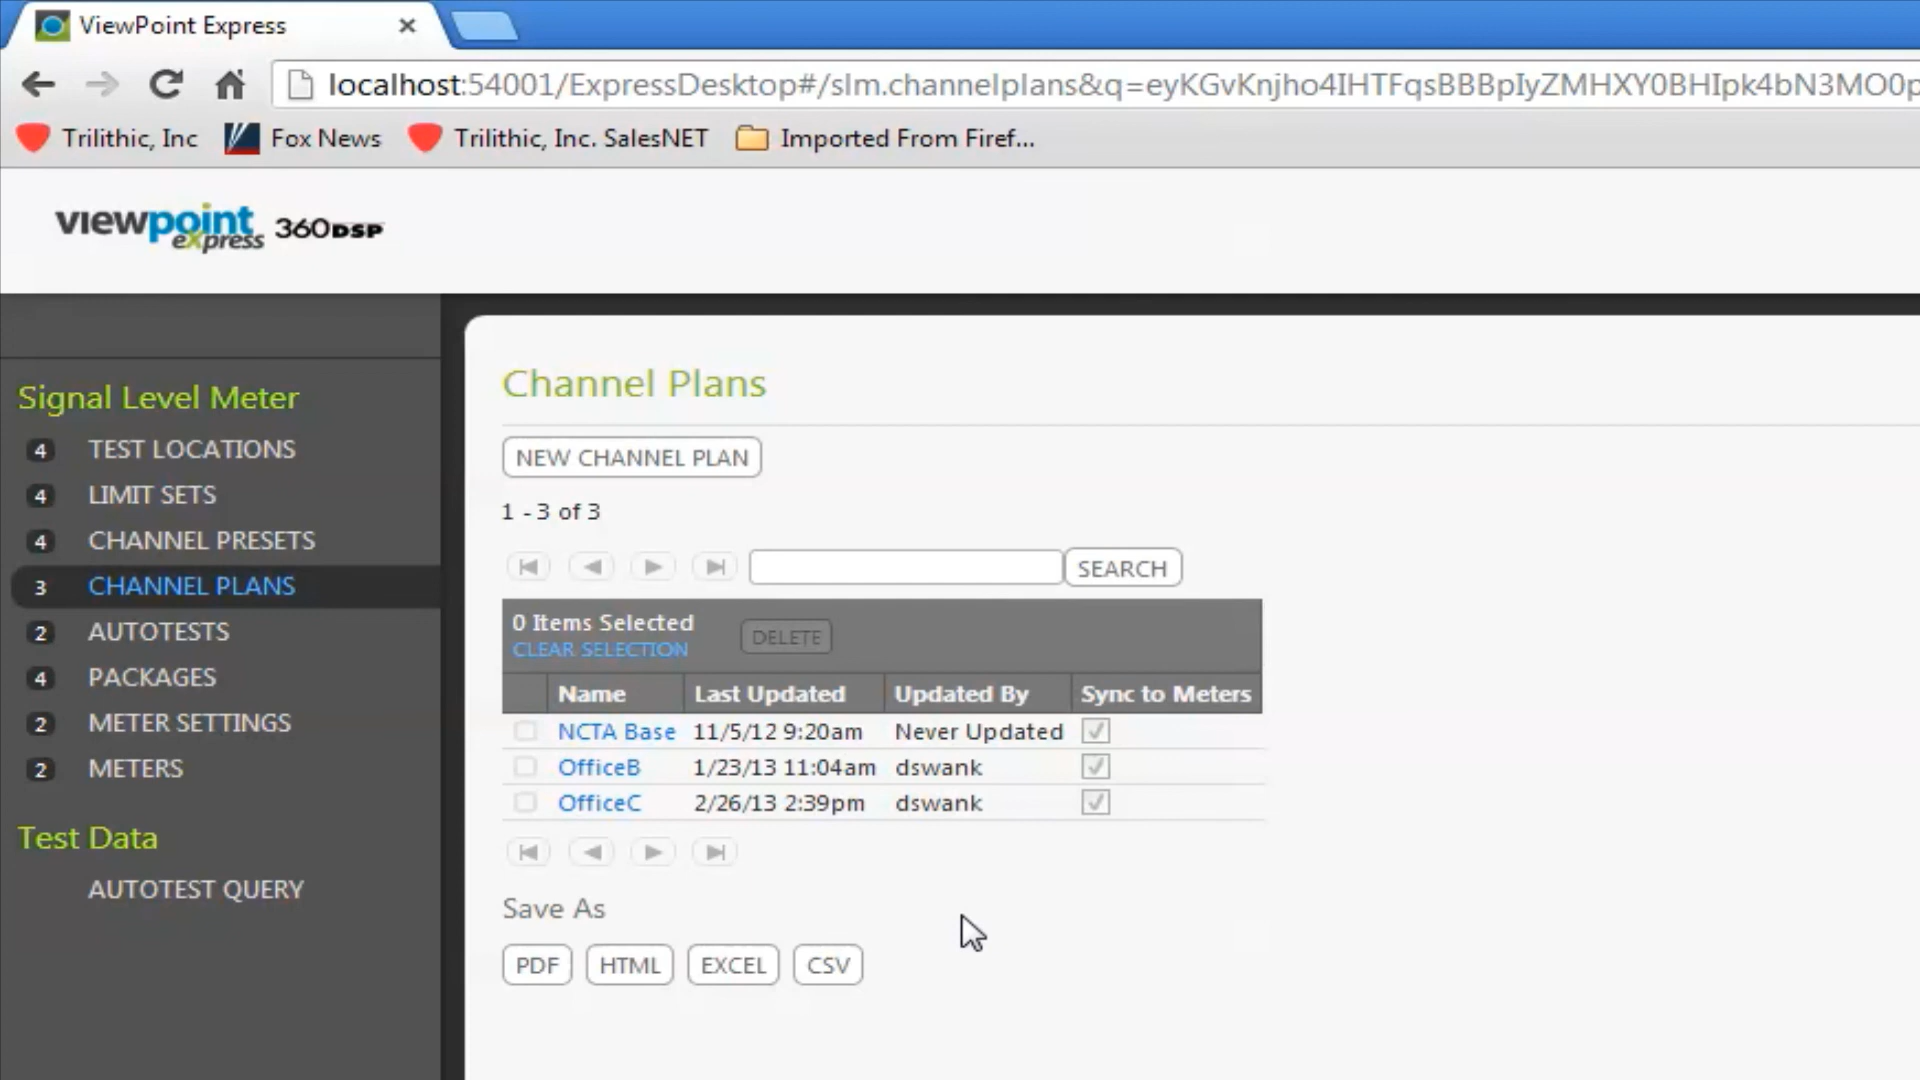 ViewPoint Express
localhost:54001/ExpressDesktop#/slm.channelplans&q=eyKGvKnjho4IHTFqsBBBpIyZMHXY0BHIpk4bN3MO0p
Trilithic, Inc Fox News Trilithic, Inc. SalesNET Imported From Firef...
viewpoint express 360DSP
Signal Level Meter
4 TEST LOCATIONS
4 LIMIT SETS
4 CHANNEL PRESETS
3 CHANNEL PLANS
2 AUTOTESTS
4 PACKAGES
2 METER SETTINGS
2 METERS
Test Data
AUTOTEST QUERY
Channel Plans
NEW CHANNEL PLAN
1 - 3 of 3
SEARCH
0 Items Selected
CLEAR SELECTION
DELETE
Name Last Updated Updated By Sync to Meters
NCTA Base 11/5/12 9:20am Never Updated
OfficeB 1/23/13 11:04am dswank
OfficeC 2/26/13 2:39pm dswank
Save As
PDF HTML EXCEL CSV